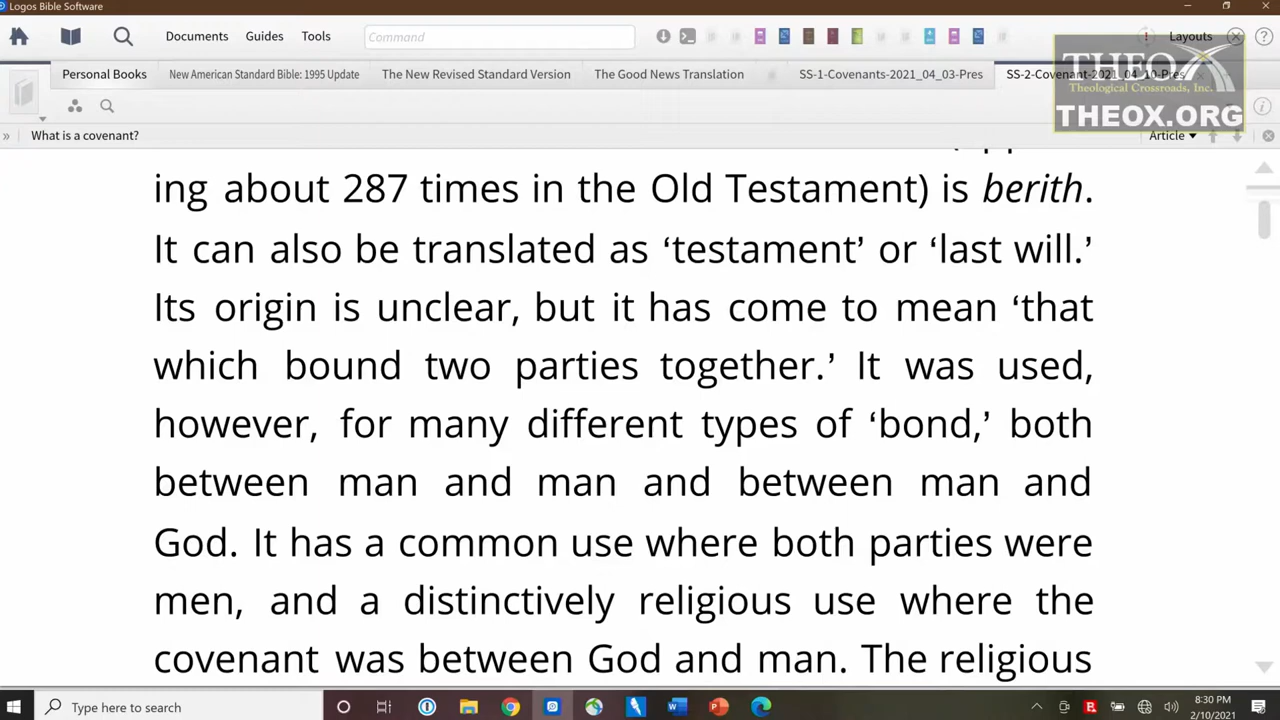 Logos Bible Software
Documents Guides Tools Command Layouts
Personal Books New American Standard Bible: 1995 Update The New Revised Standard Version The Good News Translation SS-1-Covenants-2021_04_03-Pres SS-2-Covenant-2021_04_10-Pres
THEOX
Theological Crossroads, Inc.
THEOX.ORG
What is a covenant? Article
ing about 287 times in the Old Testament) is berith.
It can also be translated as ‘testament’ or ‘last will.’
Its origin is unclear, but it has come to mean ‘that
which bound two parties together.’ It was used,
however, for many different types of ‘bond,’ both
between man and man and between man and
God. It has a common use where both parties were
men, and a distinctively religious use where the
covenant was between God and man. The religious
Type here to search
8:30 PM
2/10/2021